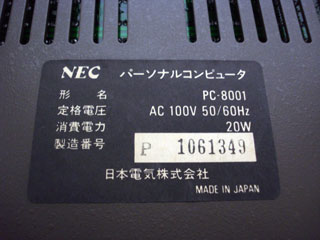 NEC パーソナルコンピュータ
形 名 PC-8001
定格電圧 AC 100V 50/60Hz
消費電力 20W
製造番号 P 1061349
日本電気株式会社
MADE IN JAPAN